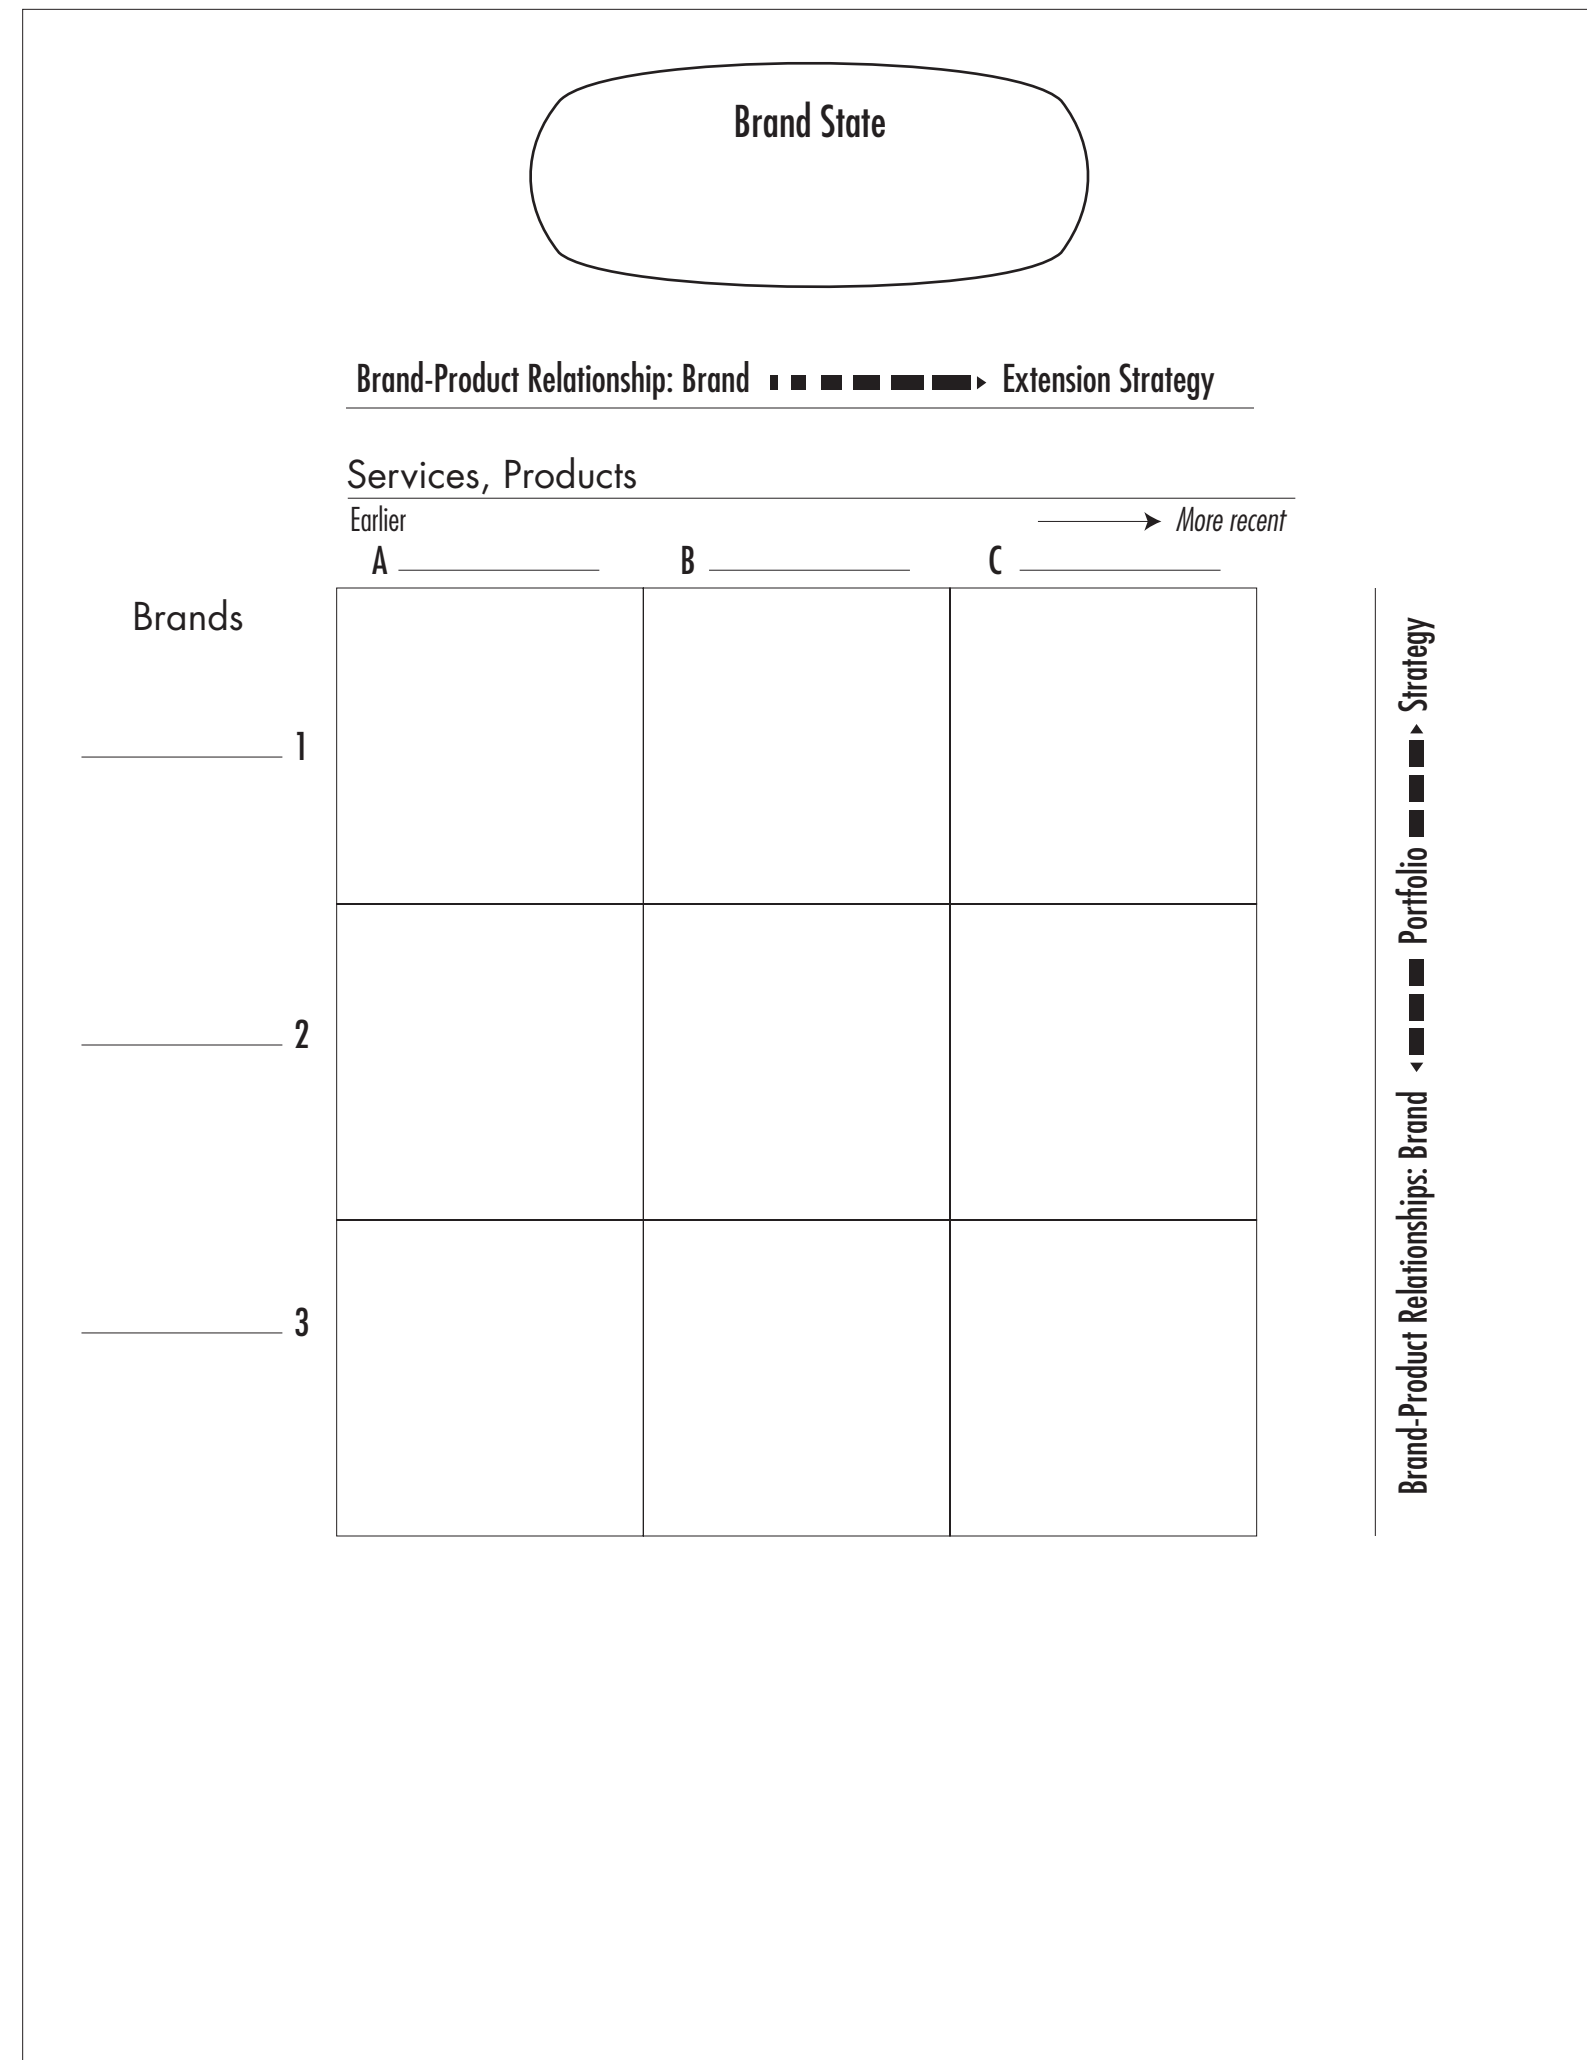 Brand State
Brand-Product Relationship: Brand Extension Strategy
Services, Products
Earlier More recent
A B C
Brands
1
2
3
Brand-Product Relationships: Brand Portfolio Strategy